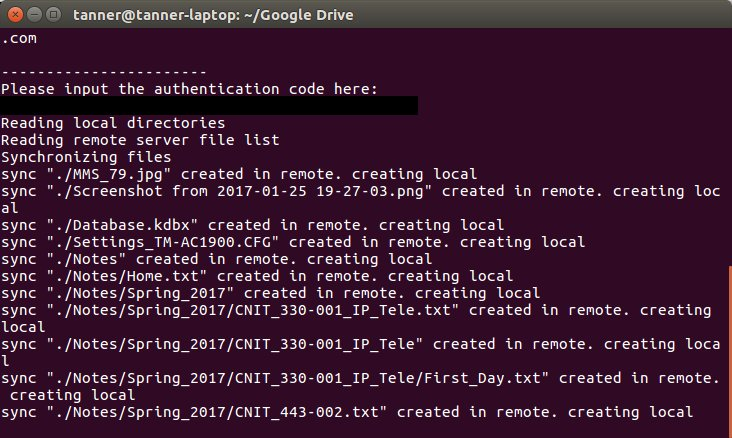 tanner@tanner-laptop: ~/Google Drive
.com
-----------------------
Please input the authentication code here:
Reading local directories
Reading remote server file list
Synchronizing files
sync "./MMS_79.jpg" created in remote. creating local
sync "./Screenshot from 2017-01-25 19-27-03.png" created in remote. creating loc
al
sync "./Database.kdbx" created in remote. creating local
sync "./Settings_TM-AC1900.CFG" created in remote. creating local
sync "./Notes" created in remote. creating local
sync "./Notes/Home.txt" created in remote. creating local
sync "./Notes/Spring_2017" created in remote. creating local
sync "./Notes/Spring_2017/CNIT_330-001_IP_Tele.txt" created in remote. creating
local
sync "./Notes/Spring_2017/CNIT_330-001_IP_Tele" created in remote. creating loca
l
sync "./Notes/Spring_2017/CNIT_330-001_IP_Tele/First_Day.txt" created in remote.
 creating local
sync "./Notes/Spring_2017/CNIT_443-002.txt" created in remote. creating local